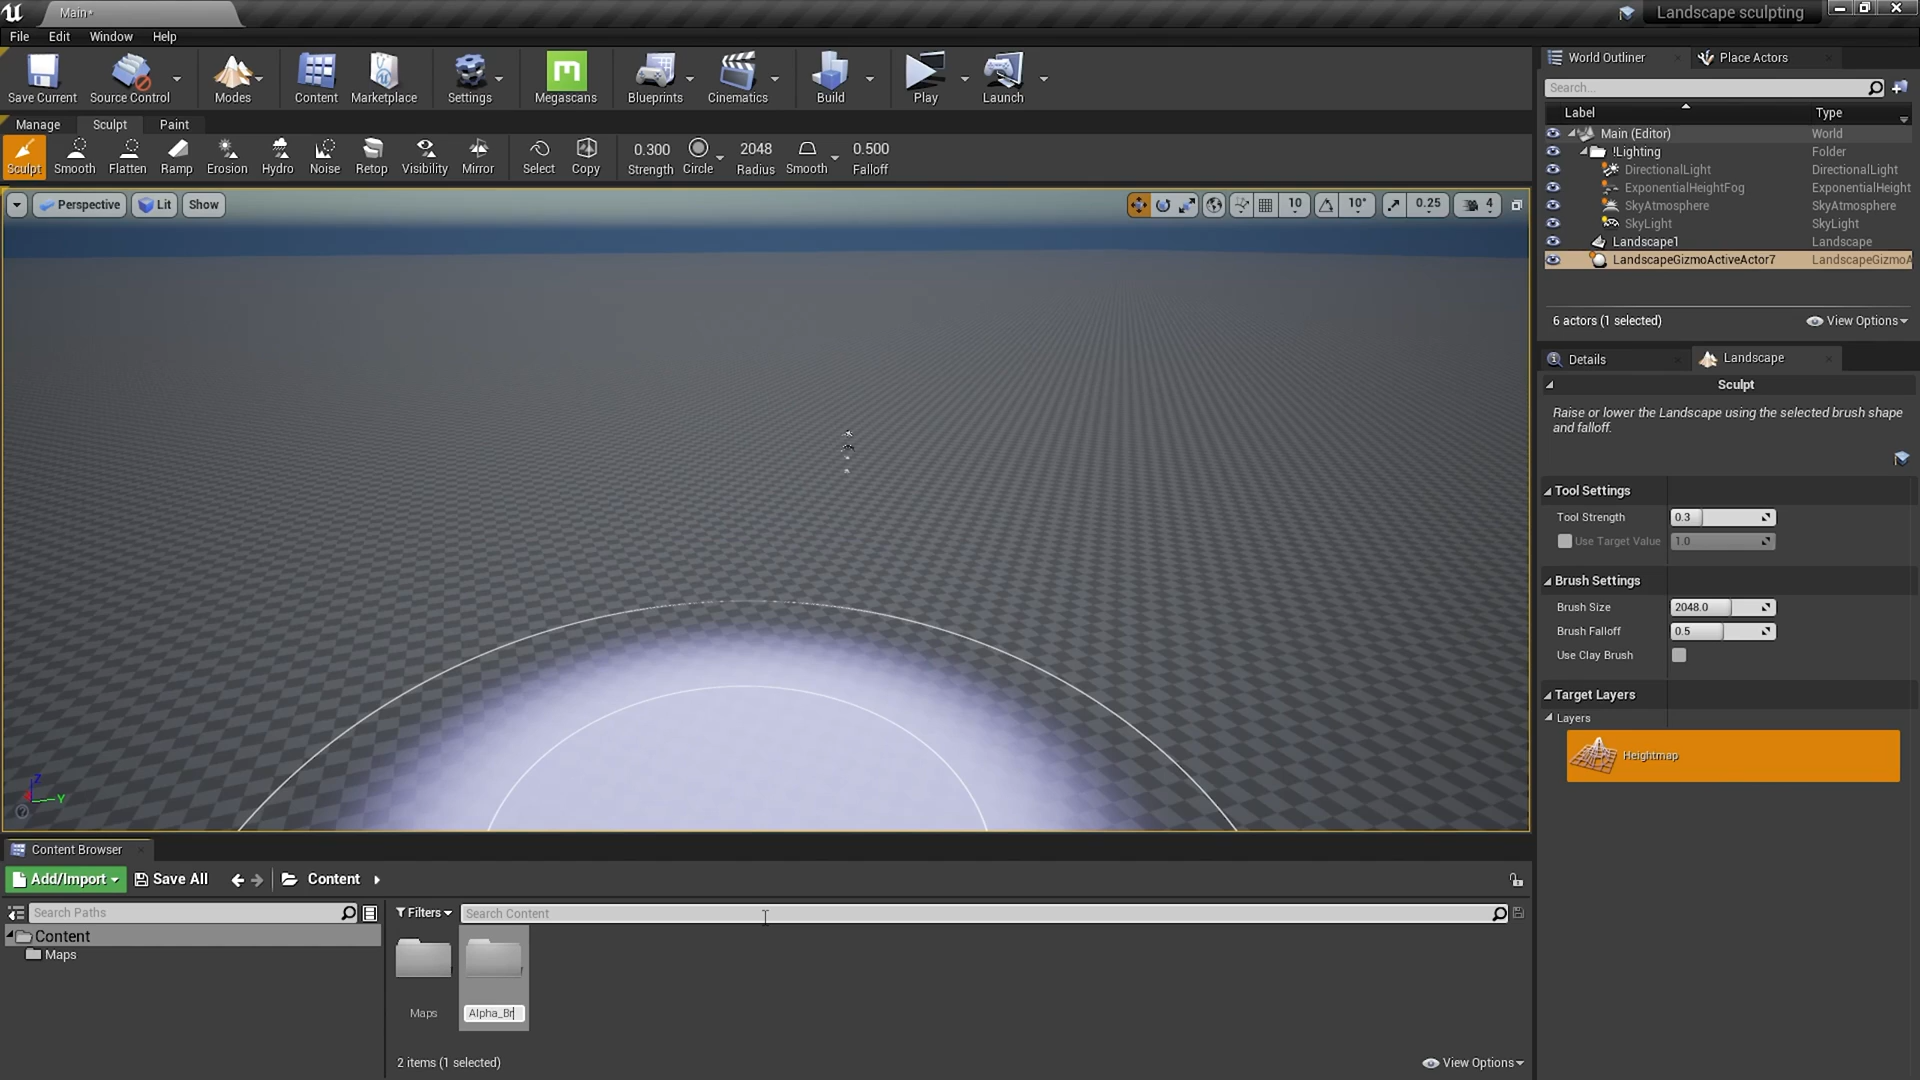 Main*
Landscape sculpting
File Edit Window Help
Save Current Source Control Modes Content Marketplace Settings Megascans Blueprints Cinematics Build Play Launch
Manage Sculpt Paint
0.300 2048 0.500
Sculpt Smooth Flatten Ramp Erosion Hydro Noise Retop Visibility Mirror Select Copy Strength Circle Radius Smooth Falloff
Perspective Lit Show
10 10° 0.25 4
World Outliner Place Actors
Search...
Label Type
Main (Editor) World
!Lighting Folder
DirectionalLight DirectionalLight
ExponentialHeightFog ExponentialHeight
SkyAtmosphere SkyAtmosphere
SkyLight SkyLight
Landscape1 Landscape
LandscapeGizmoActiveActor7 LandscapeGizmoA
6 actors (1 selected) View Options
Details Landscape
Sculpt
Raise or lower the Landscape using the selected brush shape
and falloff.
Tool Settings
Tool Strength 0.3
Use Target Value 1.0
Brush Settings
Brush Size 2048.0
Brush Falloff 0.5
Use Clay Brush
Target Layers
Layers
Heightmap
Z
Y
Content Browser
Add/Import Save All Content
Search Paths Filters Search Content
Content
Maps
Maps Alpha_Br
2 items (1 selected) View Options